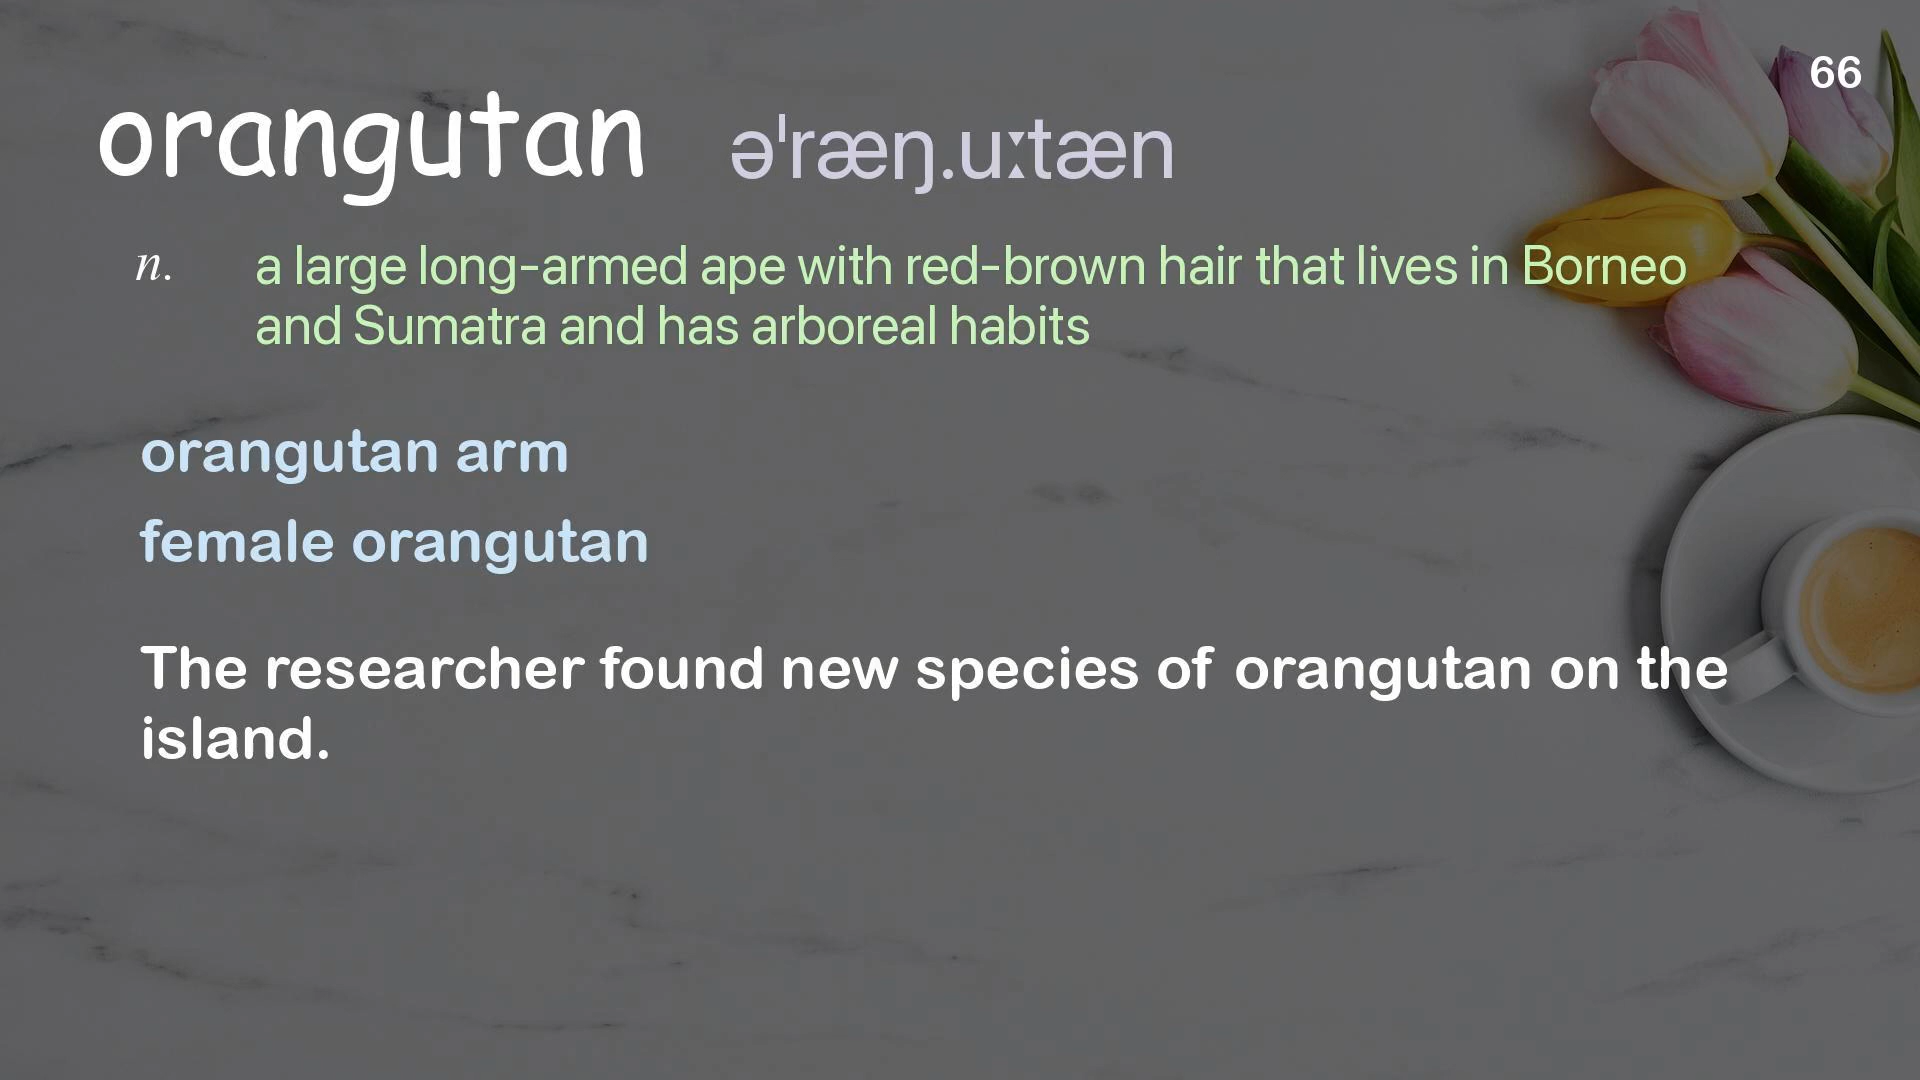 66
orangutan əˈræŋ.uːtæn
n. a large long-armed ape with red-brown hair that lives in Borneo
and Sumatra and has arboreal habits
orangutan arm
female orangutan
The researcher found new species of orangutan on the
island.